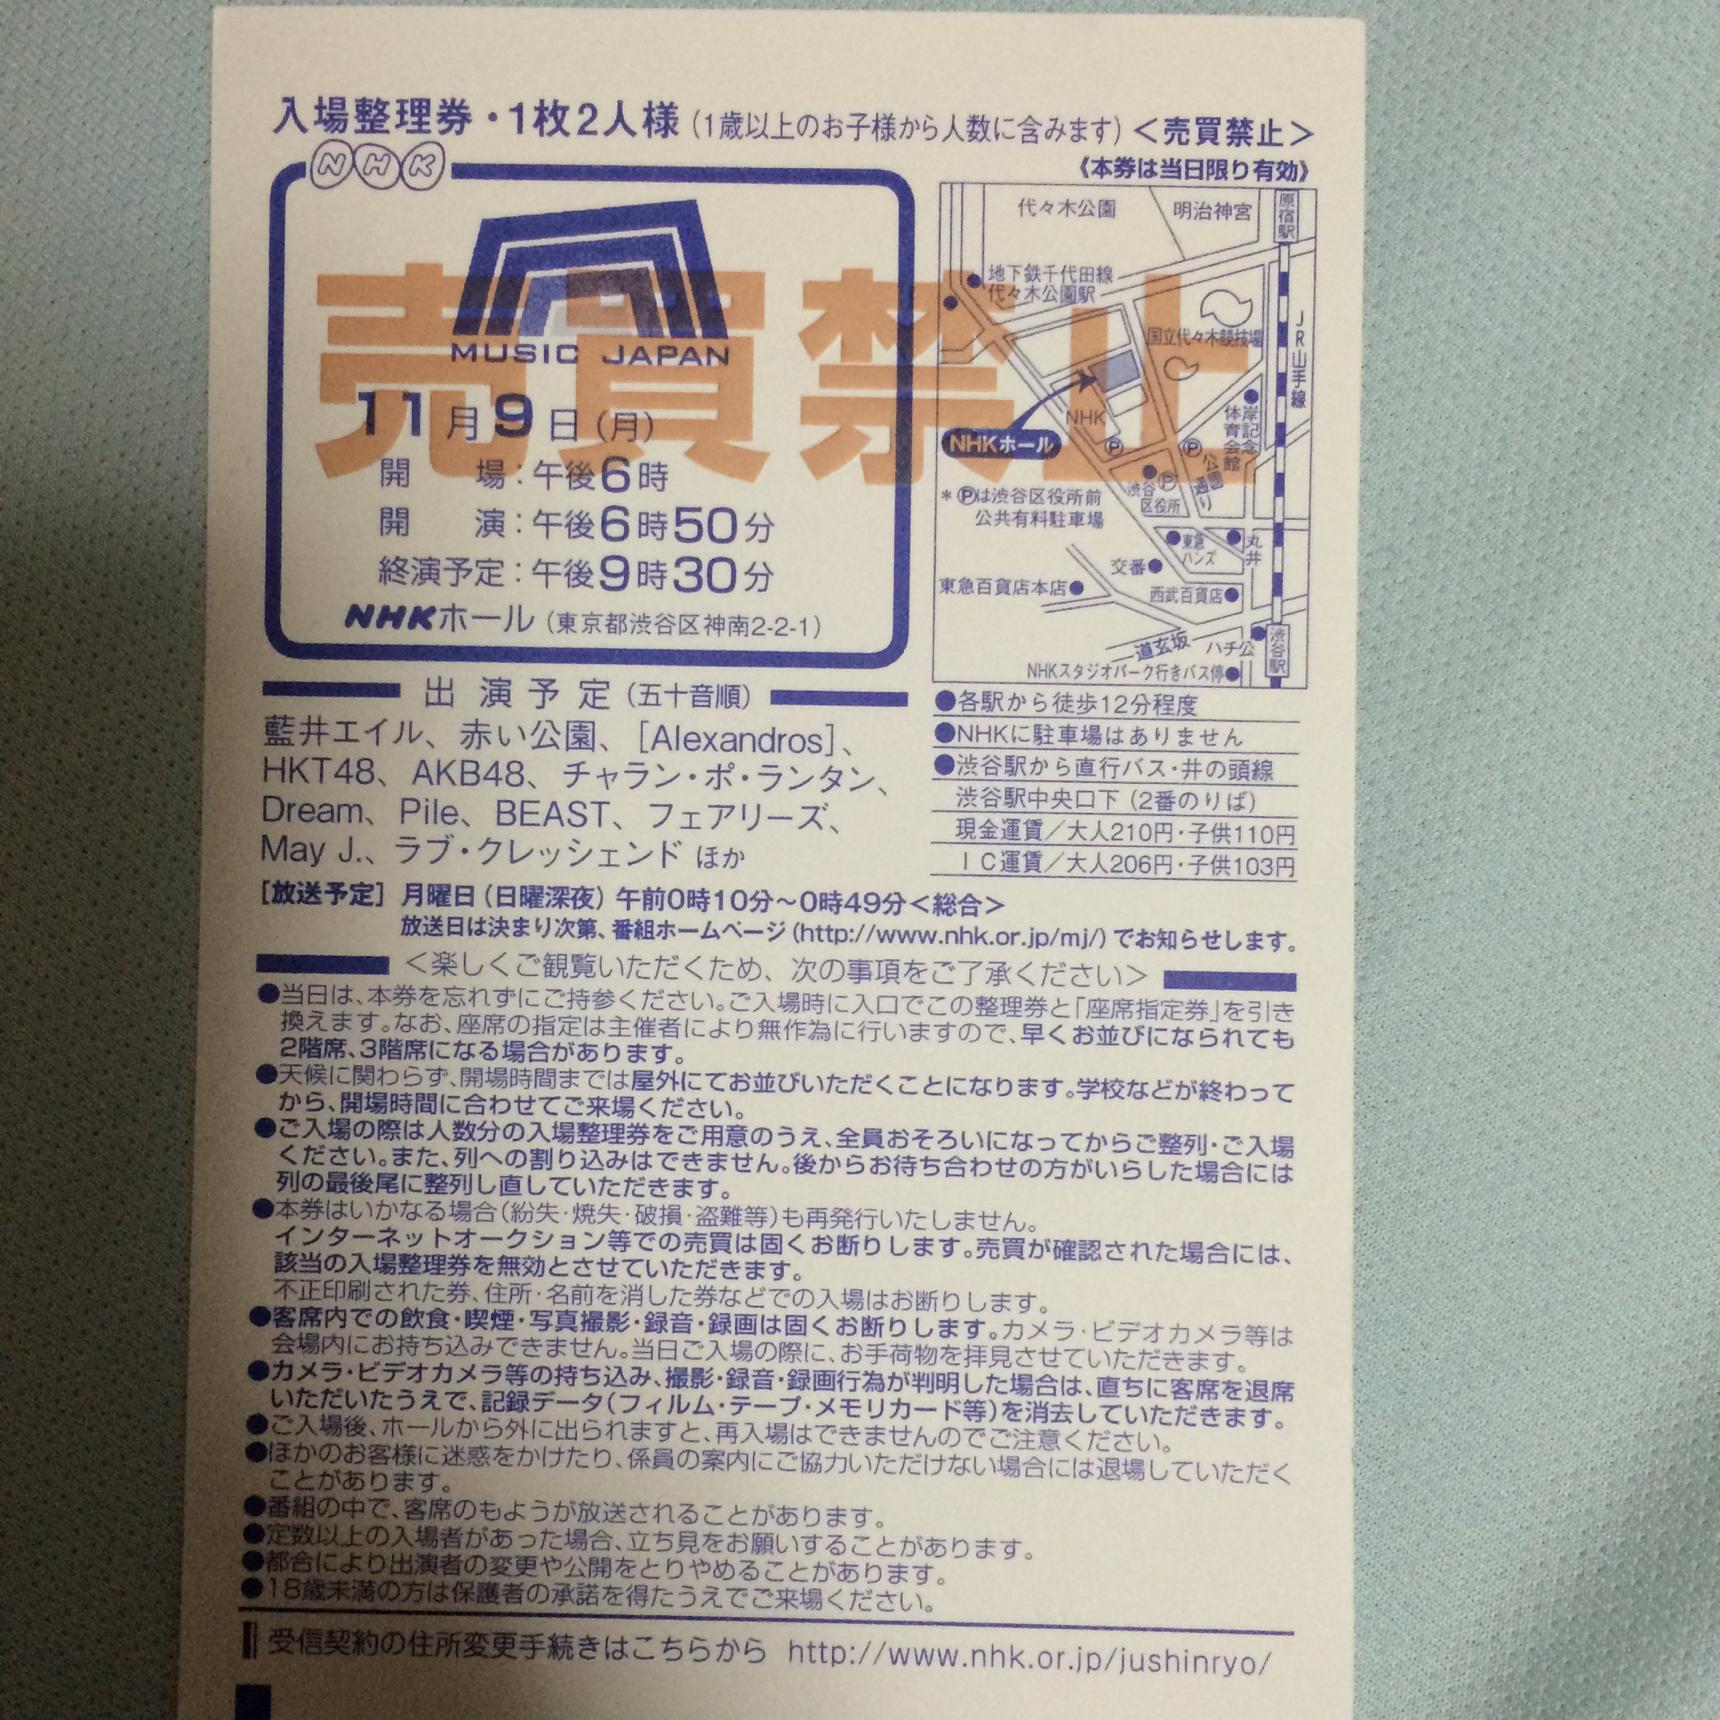 入場整理券・1枚2人様(1歳以上のお子様から人数に含みます)＜売買禁止＞
《本券は当日限り有効》
NHK
MUSIC JAPAN
売買禁止
11月9日(月)
開　場：午後6時
開　演：午後6時50分
終演予定：午後9時30分
NHKホール(東京都渋谷区神南2-2-1)
代々木公園
明治神宮
原宿駅
地下鉄千代田線
代々木公園駅
国立代々木競技場
JR山手線
NHK
NHKホール
岸記念
体育会館
公園通り
渋谷
区役所
＊Ⓟは渋谷区役所前
公共有料駐車場
東急
ハンズ
丸井
交番
東急百貨店本店
西武百貨店
道玄坂
ハチ公
渋谷駅
NHKスタジオパーク行きバス停
出演予定(五十音順)
藍井エイル、赤い公園、[Alexandros]、
HKT48、AKB48、チャラン・ポ・ランタン、
Dream、Pile、BEAST、フェアリーズ、
May J.、ラブ・クレッシェンド ほか
●各駅から徒歩12分程度
●NHKに駐車場はありません
●渋谷駅から直行バス・井の頭線
渋谷駅中央口下(2番のりば)
現金運賃／大人210円・子供110円
IC運賃／大人206円・子供103円
[放送予定] 月曜日(日曜深夜)午前0時10分～0時49分＜総合＞
放送日は決まり次第、番組ホームページ(http://www.nhk.or.jp/mj/)でお知らせします。
＜楽しくご観覧いただくため、次の事項をご了承ください＞
●当日は、本券を忘れずにご持参ください。ご入場時に入口でこの整理券と「座席指定券」を引き
換えます。なお、座席の指定は主催者により無作為に行いますので、早くお並びになられても
2階席、3階席になる場合があります。
●天候に関わらず、開場時間までは屋外にてお並びいただくことになります。学校などが終わって
から、開場時間に合わせてご来場ください。
●ご入場の際は人数分の入場整理券をご用意のうえ、全員おそろいになってからご整列・ご入場
ください。また、列への割り込みはできません。後からお待ち合わせの方がいらした場合には
列の最後尾に整列し直していただきます。
●本券はいかなる場合(紛失・焼失・破損・盗難等)も再発行いたしません。
インターネットオークション等での売買は固くお断りします。売買が確認された場合には、
該当の入場整理券を無効とさせていただきます。
不正印刷された券、住所・名前を消した券などでの入場はお断りします。
●客席内での飲食・喫煙・写真撮影・録音・録画は固くお断りします。カメラ・ビデオカメラ等は
会場内にお持ち込みできません。当日ご入場の際に、お手荷物を拝見させていただきます。
●カメラ・ビデオカメラ等の持ち込み、撮影・録音・録画行為が判明した場合は、直ちに客席を退席
いただいたうえで、記録データ(フィルム・テープ・メモリカード等)を消去していただきます。
●ご入場後、ホールから外に出られますと、再入場はできませんのでご注意ください。
●ほかのお客様に迷惑をかけたり、係員の案内にご協力いただけない場合には退場していただく
ことがあります。
●番組の中で、客席のもようが放送されることがあります。
●定数以上の入場者があった場合、立ち見をお願いすることがあります。
●都合により出演者の変更や公開をとりやめることがあります。
●18歳未満の方は保護者の承諾を得たうえでご来場ください。
受信契約の住所変更手続きはこちらから http://www.nhk.or.jp/jushinryo/